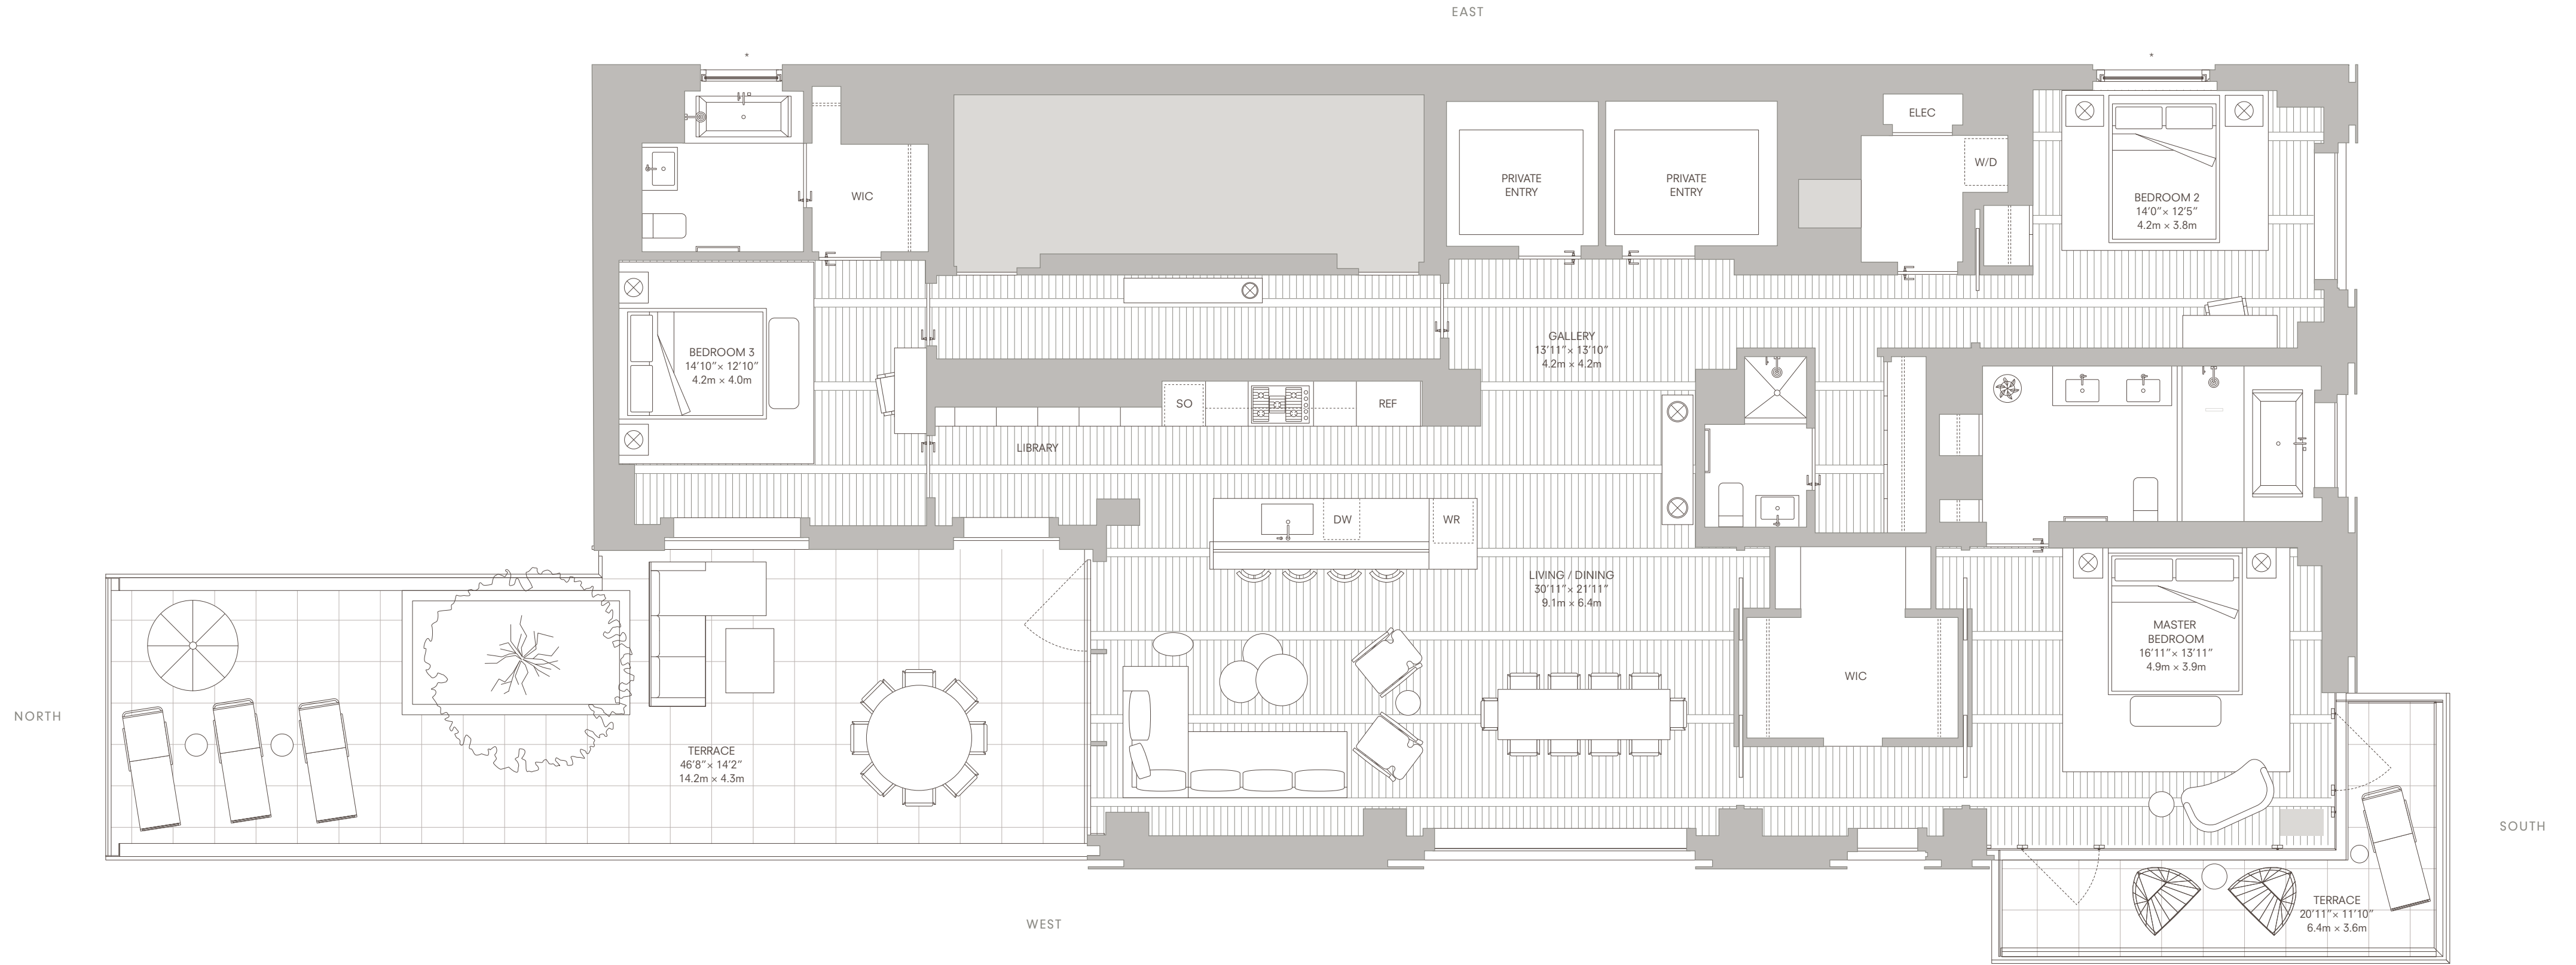 EAST
*
*
ELEC
W/D
WIC
PRIVATE
ENTRY
PRIVATE
ENTRY
BEDROOM 2
14'0" × 12'5"
4.2m × 3.8m
GALLERY
13'11" × 13'10"
4.2m × 4.2m
BEDROOM 3
14'10" × 12'10"
4.2m × 4.0m
SO
REF
LIBRARY
DW
WR
LIVING / DINING
30'11" × 21'11"
9.1m × 6.4m
MASTER
BEDROOM
16'11" × 13'11"
4.9m × 3.9m
WIC
NORTH
TERRACE
46'8" × 14'2"
14.2m × 4.3m
SOUTH
TERRACE
20'11" × 11'10"
6.4m × 3.6m
WEST